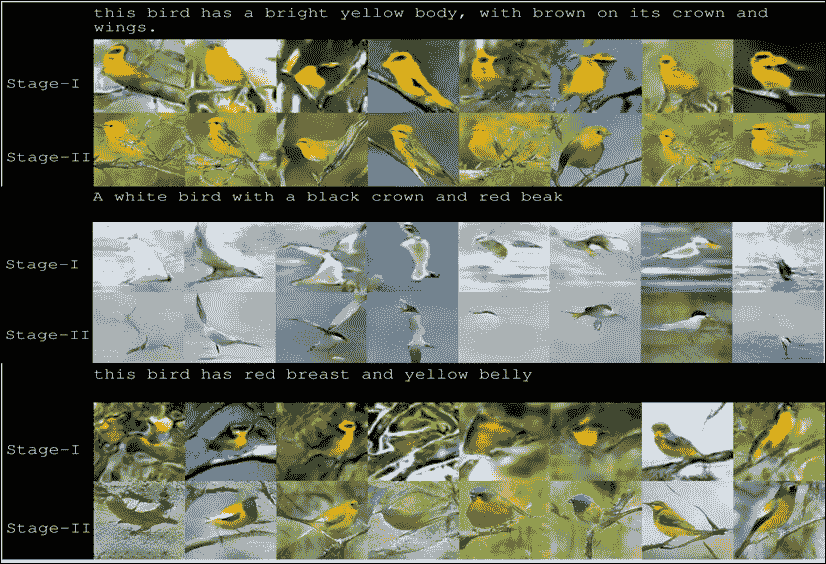 this bird has a bright yellow body, with brown on its crown and
wings.
Stage-I
Stage-II
A white bird with a black crown and red beak
Stage-I
Stage-II
this bird has red breast and yellow belly
Stage-I
Stage-II